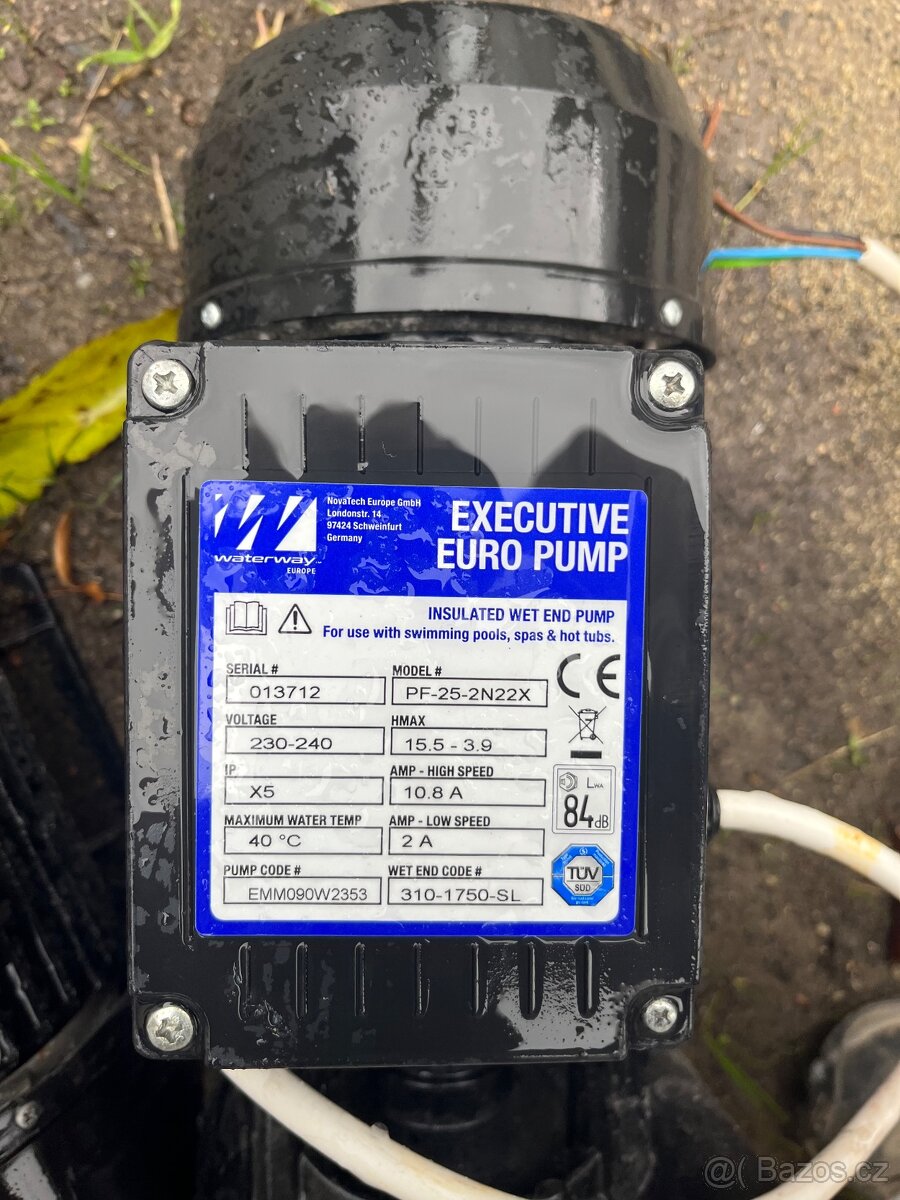 waterway™
EUROPE
NovaTech Europe GmbH
Londonstr. 14
97424 Schweinfurt
Germany
EXECUTIVE
EURO PUMP
INSULATED WET END PUMP
For use with swimming pools, spas & hot tubs.
SERIAL # MODEL #
013712 PF-25-2N22X
VOLTAGE HMAX
230-240 15.5 - 3.9
IP AMP - HIGH SPEED
X5 10.8 A
MAXIMUM WATER TEMP AMP - LOW SPEED
40 °C 2 A
PUMP CODE # WET END CODE #
EMM090W2353 310-1750-SL
CE
LWA
84dB
TÜV
SÜD
Bazos.cz